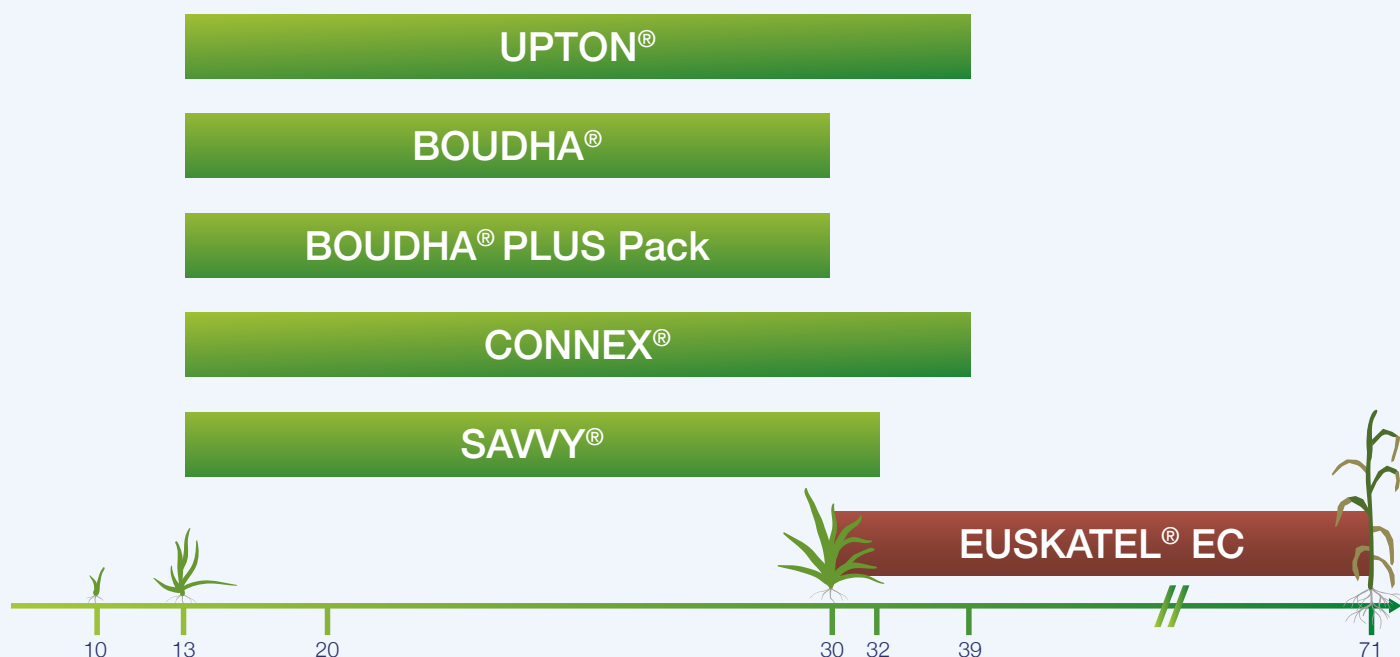 UPTON®
BOUDHA®
BOUDHA® PLUS Pack
CONNEX®
SAVVY®
EUSKATEL® EC
10 13 20 30 32 39 71